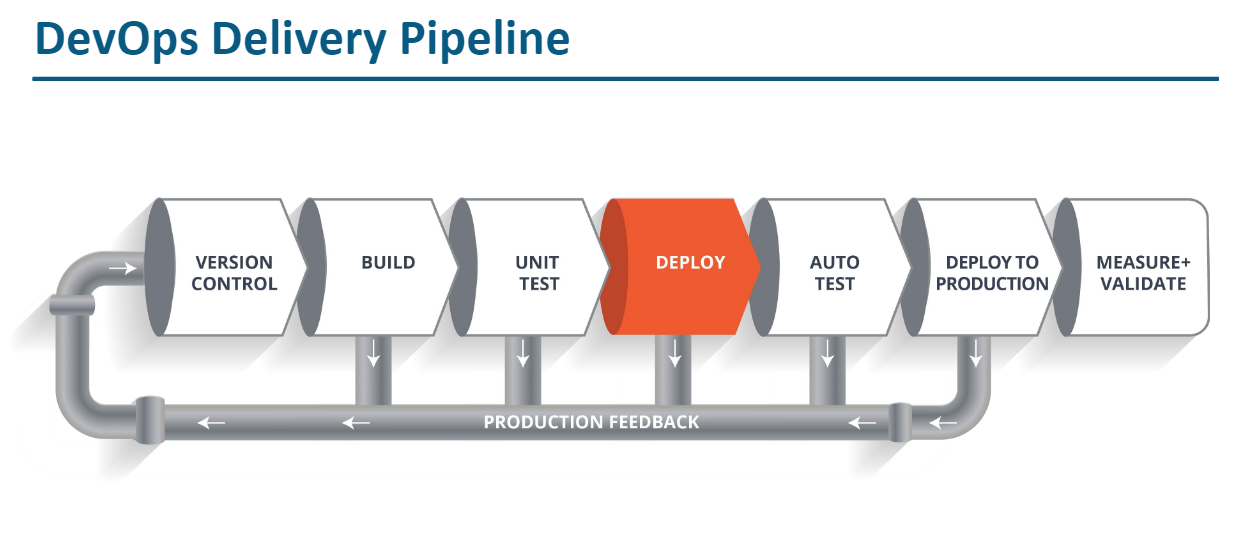 DevOps Delivery Pipeline
VERSION
CONTROL
BUILD
UNIT
TEST
DEPLOY
AUTO
TEST
DEPLOY TO
PRODUCTION
MEASURE+
VALIDATE
PRODUCTION FEEDBACK